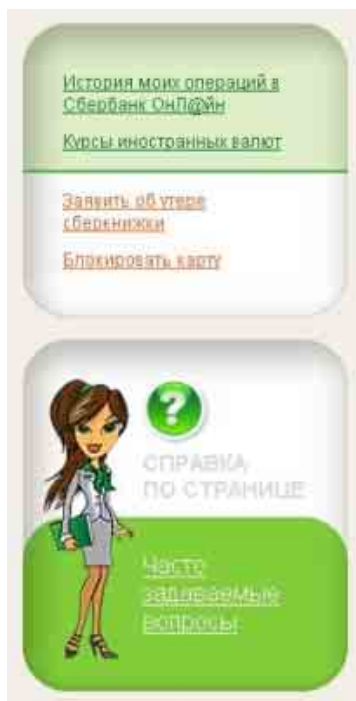 История моих операций в
Сбербанк ОнЛ@йн
Курсы иностранных валют
Заявить об утере
сберкнижки
Блокировать карту
?
СПРАВКА
ПО СТРАНИЦЕ
Часто
задаваемые
вопросы